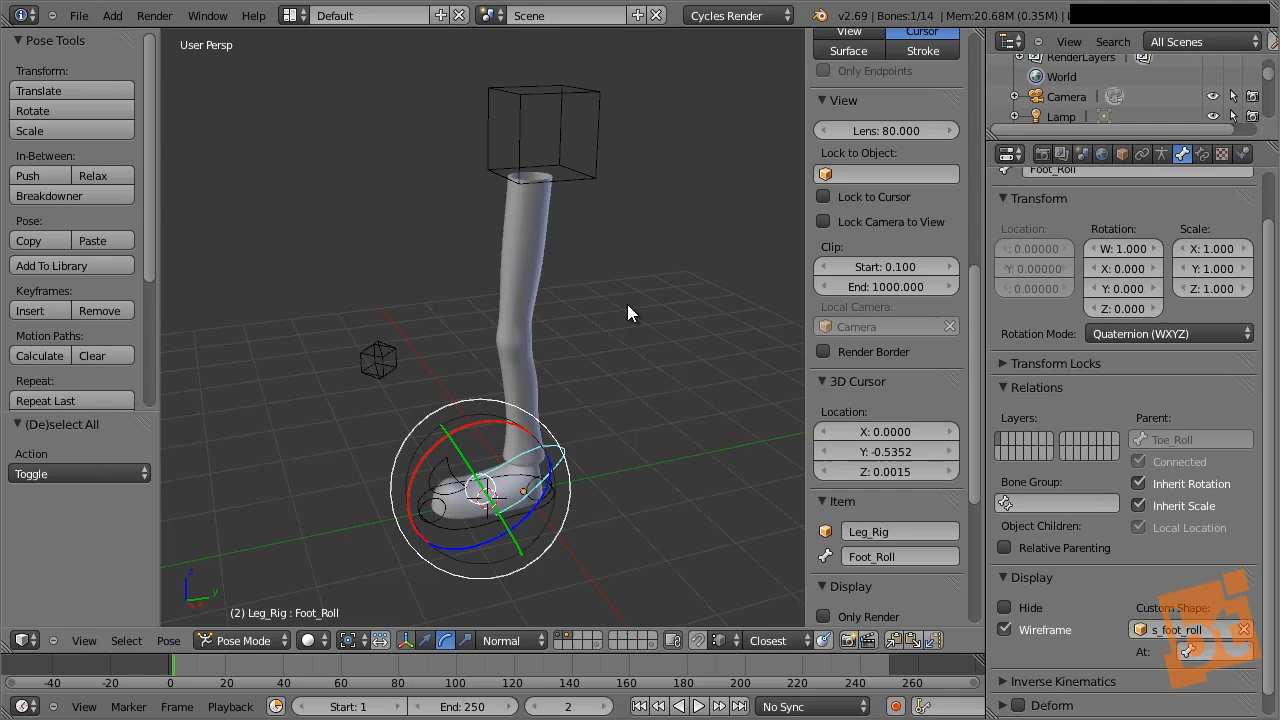 File Add Render Window Help Default Scene Cycles Render v2.69 | Bones:1/14 | Mem:20.68M (0.35M) |
Pose Tools
Transform:
Translate
Rotate
Scale
In-Between:
Push Relax
Breakdowner
Pose:
Copy Paste
Add To Library
Keyframes:
Insert Remove
Motion Paths:
Calculate Clear
Repeat:
Repeat Last
(De)select All
Action
Toggle
User Persp
z
y
x
(2) Leg_Rig : Foot_Roll
View Cursor
Surface Stroke
Only Endpoints
View
Lens: 80.000
Lock to Object:
Lock to Cursor
Lock Camera to View
Clip:
Start: 0.100
End: 1000.000
Local Camera:
Camera
Render Border
3D Cursor
Location:
X: 0.0000
Y: -0.5352
Z: 0.0015
Item
Leg_Rig
Foot_Roll
Display
Only Render
View Search All Scenes
RenderLayers
World
Camera
Lamp
Foot_Roll
Transform
Location: Rotation: Scale:
: 0.00000 W: 1.000 X: 1.000
Y: 0.00000 X: 0.000 Y: 1.000
: 0.00000 Y: 0.000 Z: 1.000
Z: 0.000
Rotation Mode: Quaternion (WXYZ)
Transform Locks
Relations
Layers: Parent:
Toe_Roll
Connected
Bone Group: Inherit Rotation
Inherit Scale
Object Children: Local Location
Relative Parenting
Display
Hide Custom Shape:
Wireframe s_foot_roll
At:
Inverse Kinematics
Deform
View Select Pose Pose Mode Normal Closest
-40 -20 0 20 40 60 80 100 120 140 160 180 200 220 240 260
View Marker Frame Playback Start: 1 End: 250 2 No Sync